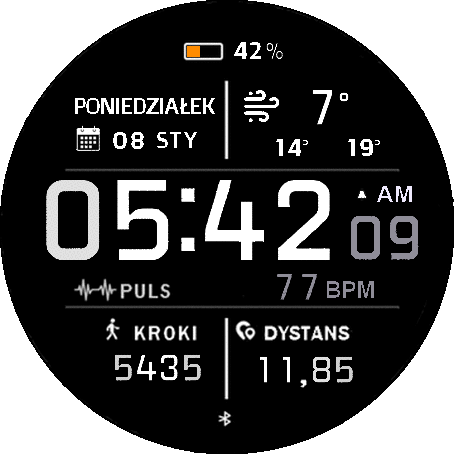 42%
PONIEDZIAŁEK
08 STY
7°
14° 19°
05:42 09 AM
PULS 77 BPM
KROKI
5435
DYSTANS
11,85